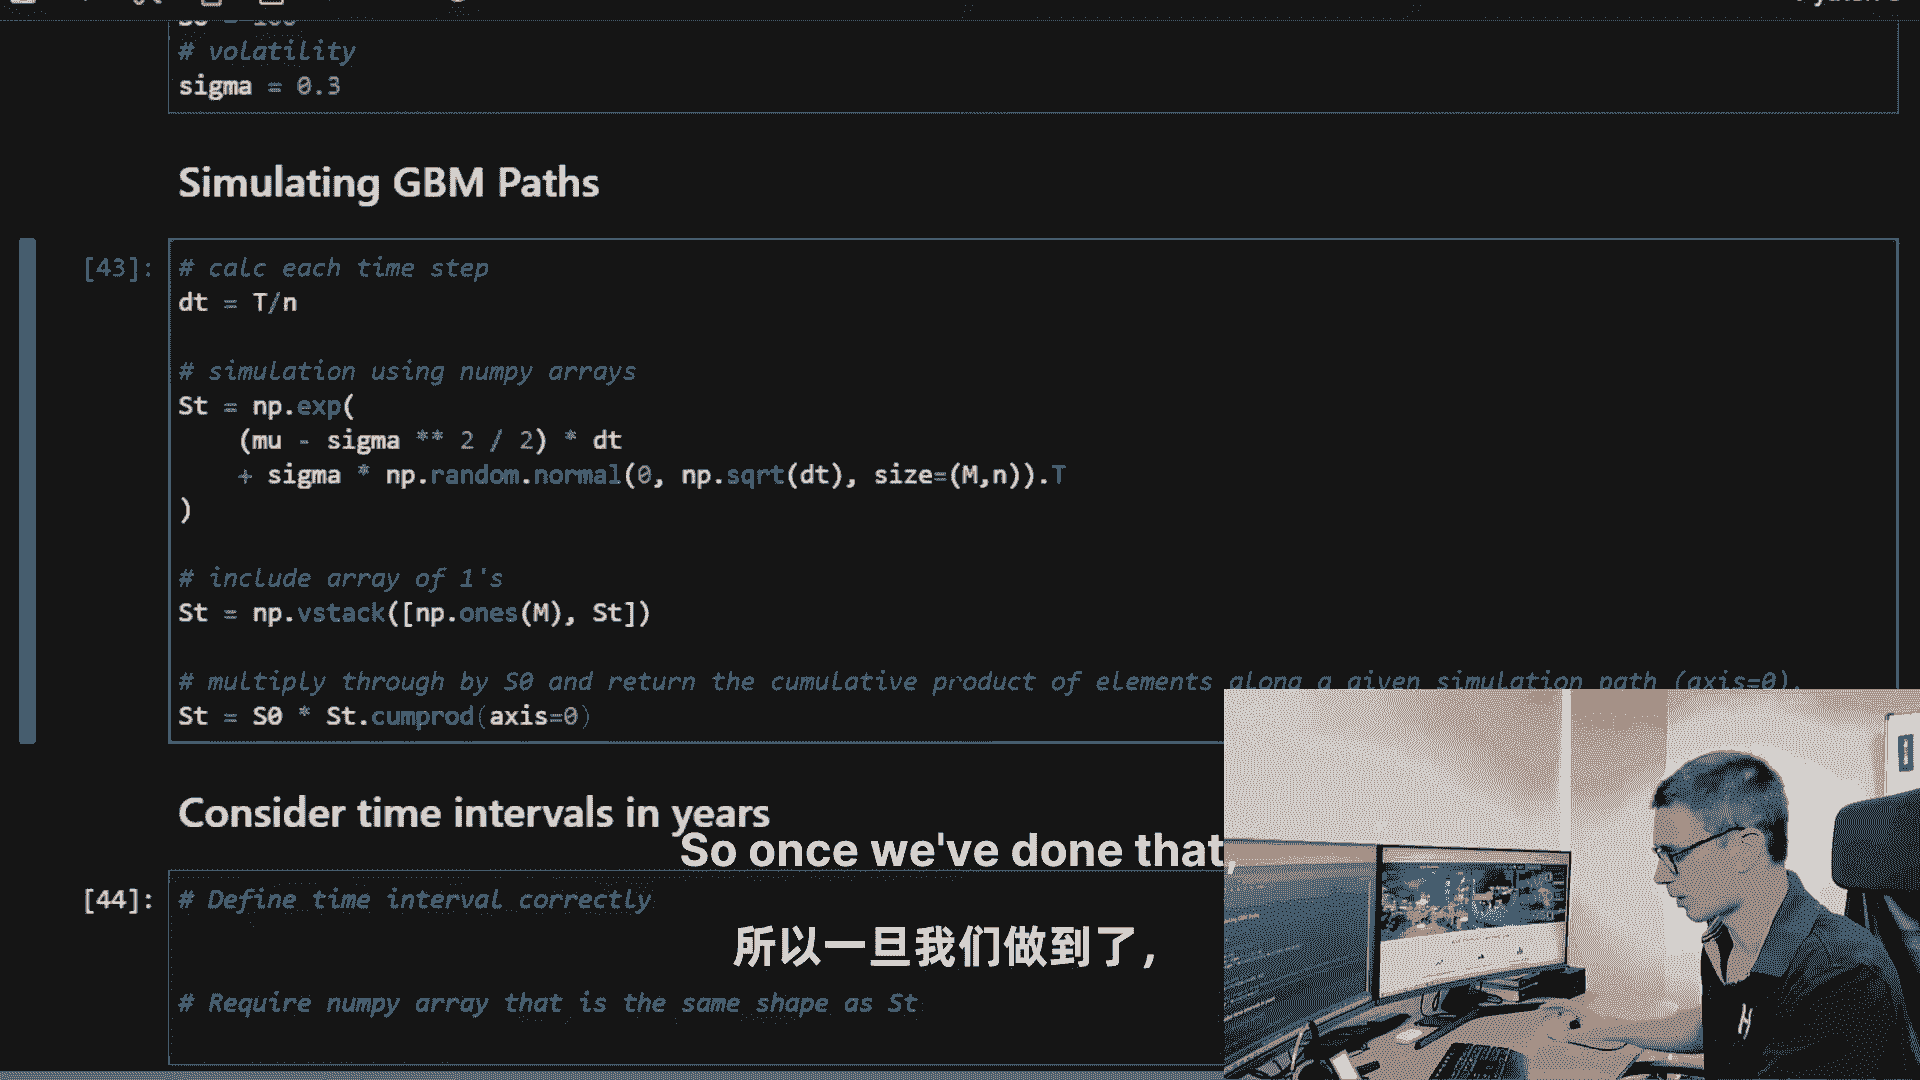 # volatility
sigma = 0.3
Simulating GBM Paths
[43]:
# calc each time step
dt = T/n
# simulation using numpy arrays
St = np.exp(
(mu - sigma ** 2 / 2) * dt
+ sigma * np.random.normal(0, np.sqrt(dt), size=(M,n)).T
)
# include array of 1's
St = np.vstack([np.ones(M), St])
# multiply through by S0 and return the cumulative product of elements along a given simulation path (axis=0).
St = S0 * St.cumprod(axis=0)
Consider time intervals in years
So once we've done that,
[44]:
# Define time interval correctly
所以一旦我们做到了,
# Require numpy array that is the same shape as St